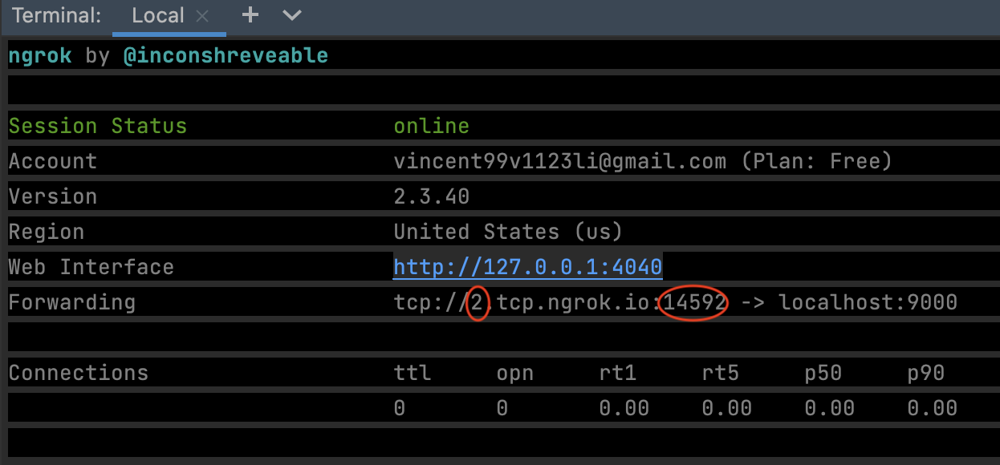 Terminal: Local
ngrok by @inconshreveable
Session Status online
Account vincent99v1123li@gmail.com (Plan: Free)
Version 2.3.40
Region United States (us)
Web Interface http://127.0.0.1:4040
Forwarding tcp://2.tcp.ngrok.io:14592 -> localhost:9000
Connections ttl opn rt1 rt5 p50 p90
0 0 0.00 0.00 0.00 0.00